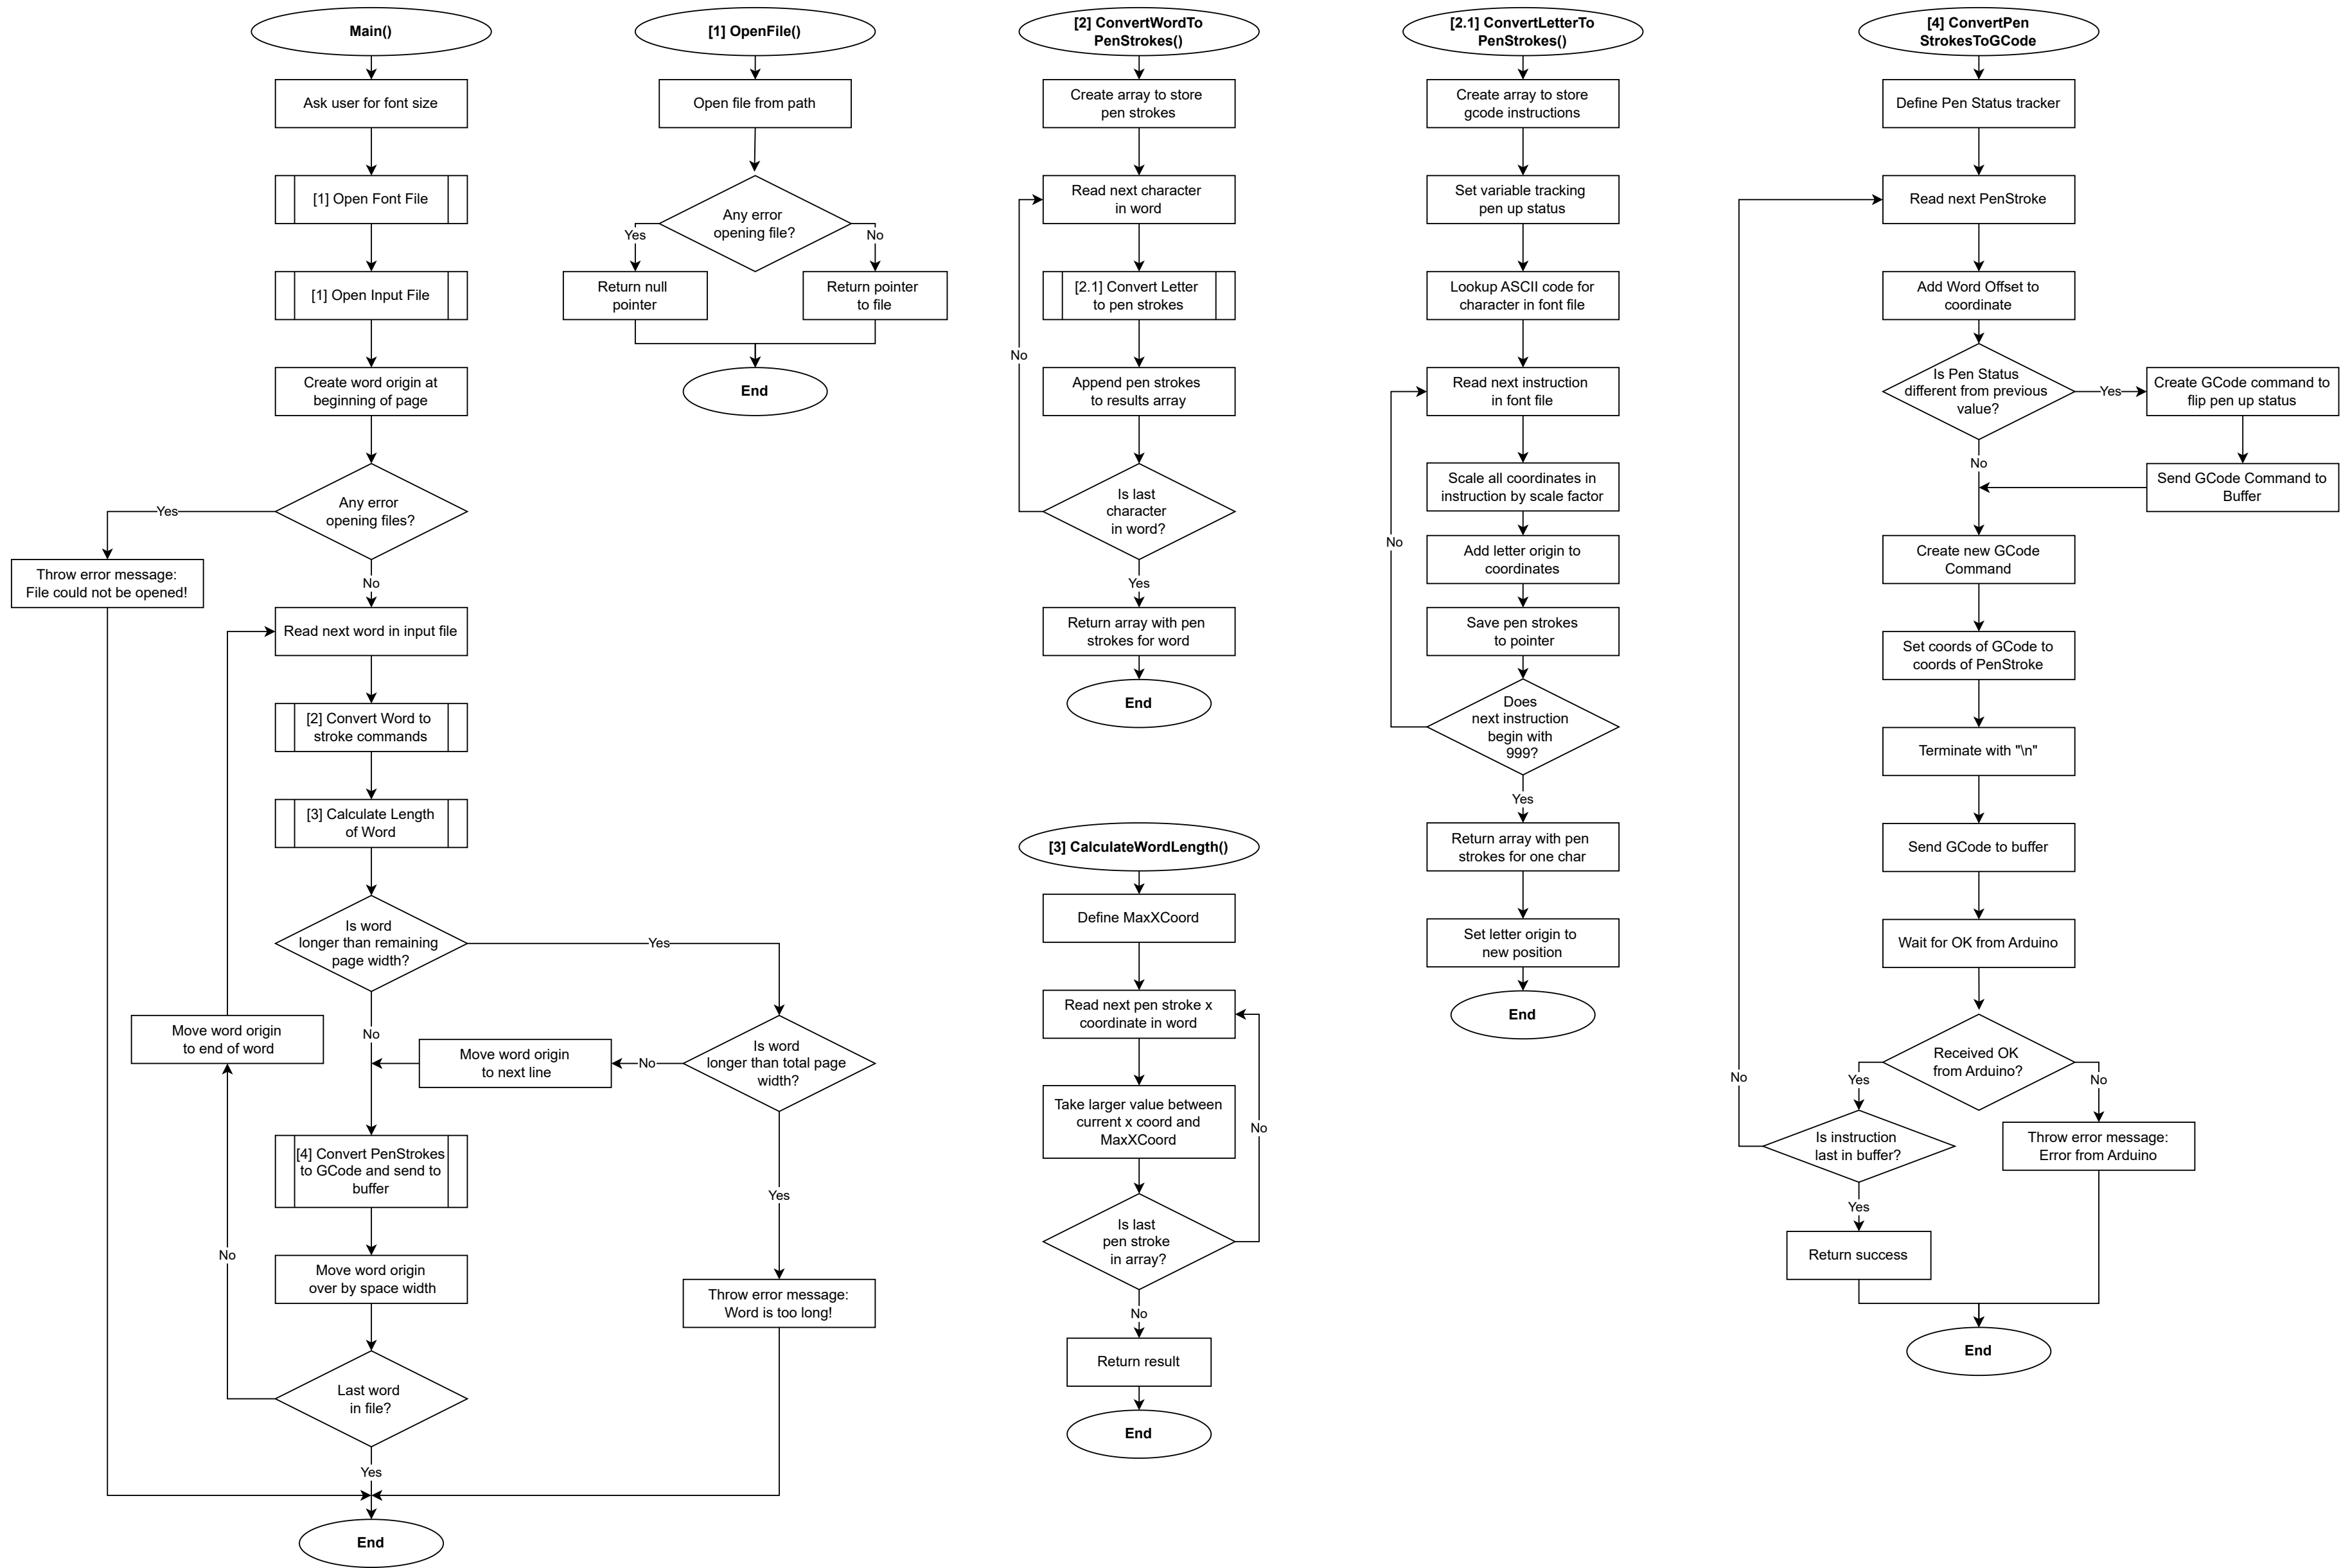 Main()
Ask user for font size
[1] Open Font File
[1] Open Input File
Create word origin at
beginning of page
Any error
opening files?
Yes
Throw error message:
File could not be opened!
No
Read next word in input file
[2] Convert Word to
stroke commands
[3] Calculate Length
of Word
Is word
longer than remaining
page width?
Yes
No
Is word
longer than total page
width?
No
Move word origin
to next line
Move word origin
to end of word
[4] Convert PenStrokes
to GCode and send to
buffer
Yes
No
Move word origin
over by space width
Throw error message:
Word is too long!
Last word
in file?
Yes
End
[1] OpenFile()
Open file from path
Any error
opening file?
Yes
No
Return null
pointer
Return pointer
to file
End
[2] ConvertWordTo
PenStrokes()
Create array to store
pen strokes
Read next character
in word
[2.1] Convert Letter
to pen strokes
No
Append pen strokes
to results array
Is last
character
in word?
Yes
Return array with pen
strokes for word
End
[3] CalculateWordLength()
Define MaxXCoord
Read next pen stroke x
coordinate in word
Take larger value between
current x coord and
MaxXCoord
No
Is last
pen stroke
in array?
No
Return result
End
[2.1] ConvertLetterTo
PenStrokes()
Create array to store
gcode instructions
Set variable tracking
pen up status
Lookup ASCII code for
character in font file
Read next instruction
in font file
Scale all coordinates in
instruction by scale factor
No
Add letter origin to
coordinates
Save pen strokes
to pointer
Does
next instruction
begin with
999?
Yes
Return array with pen
strokes for one char
Set letter origin to
new position
End
[4] ConvertPen
StrokesToGCode
Define Pen Status tracker
Read next PenStroke
Add Word Offset to
coordinate
Is Pen Status
different from previous
value?
Yes
Create GCode command to
flip pen up status
No
Send GCode Command to
Buffer
Create new GCode
Command
Set coords of GCode to
coords of PenStroke
Terminate with "\n"
Send GCode to buffer
Wait for OK from Arduino
Received OK
from Arduino?
No
Yes
No
Is instruction
last in buffer?
Throw error message:
Error from Arduino
Yes
Return success
End